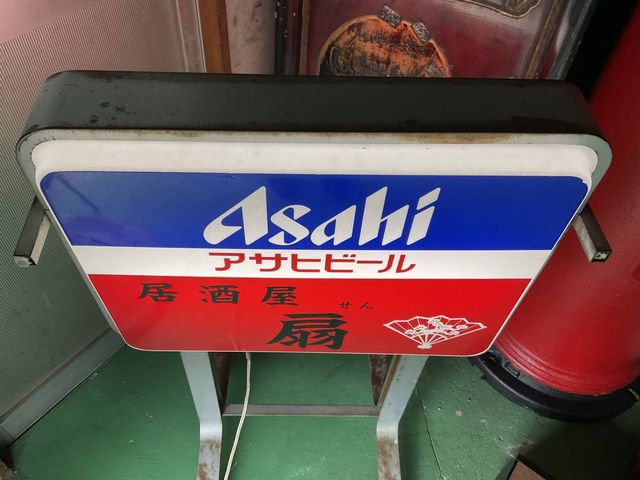 Asahi
アサヒビール
居酒屋
せん
扇